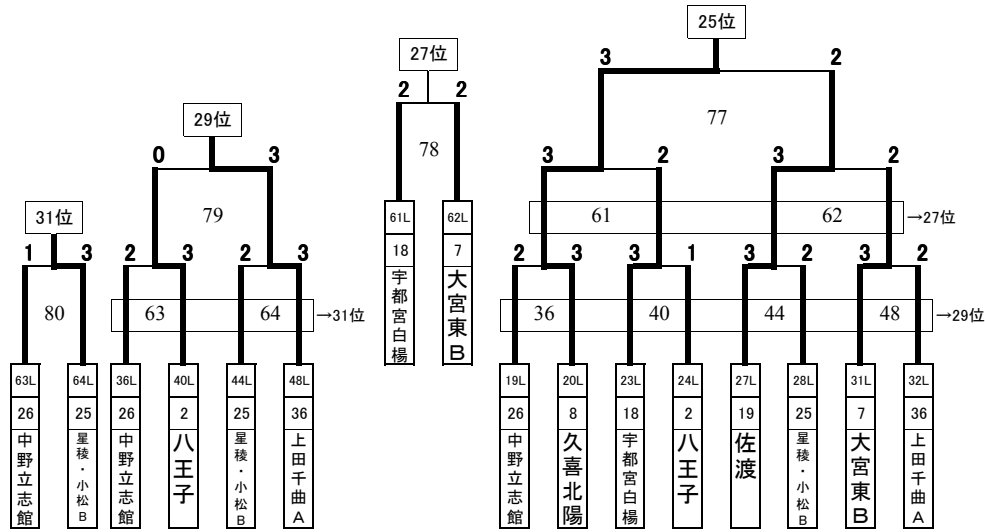 25位
3 2
77
27位
2 2
78
29位
0 3
79
3 2 3 2
61 62 →27位
31位
1 3
80
2 3 2 3
63 64 →31位
61L 62L
18 7
宇都宮白楊 大宮東B
2 3 3 1 3 2 3 2
36 40 44 48 →29位
63L 64L 36L 40L 44L 48L 19L 20L 23L 24L 27L 28L 31L 32L
26 25 26 2 25 36 26 8 18 2 19 25 7 36
中野立志館 星稜・小松B 中野立志館 八王子 星稜・小松B 上田千曲A 中野立志館 久喜北陽 宇都宮白楊 八王子 佐渡 星稜・小松B 大宮東B 上田千曲A